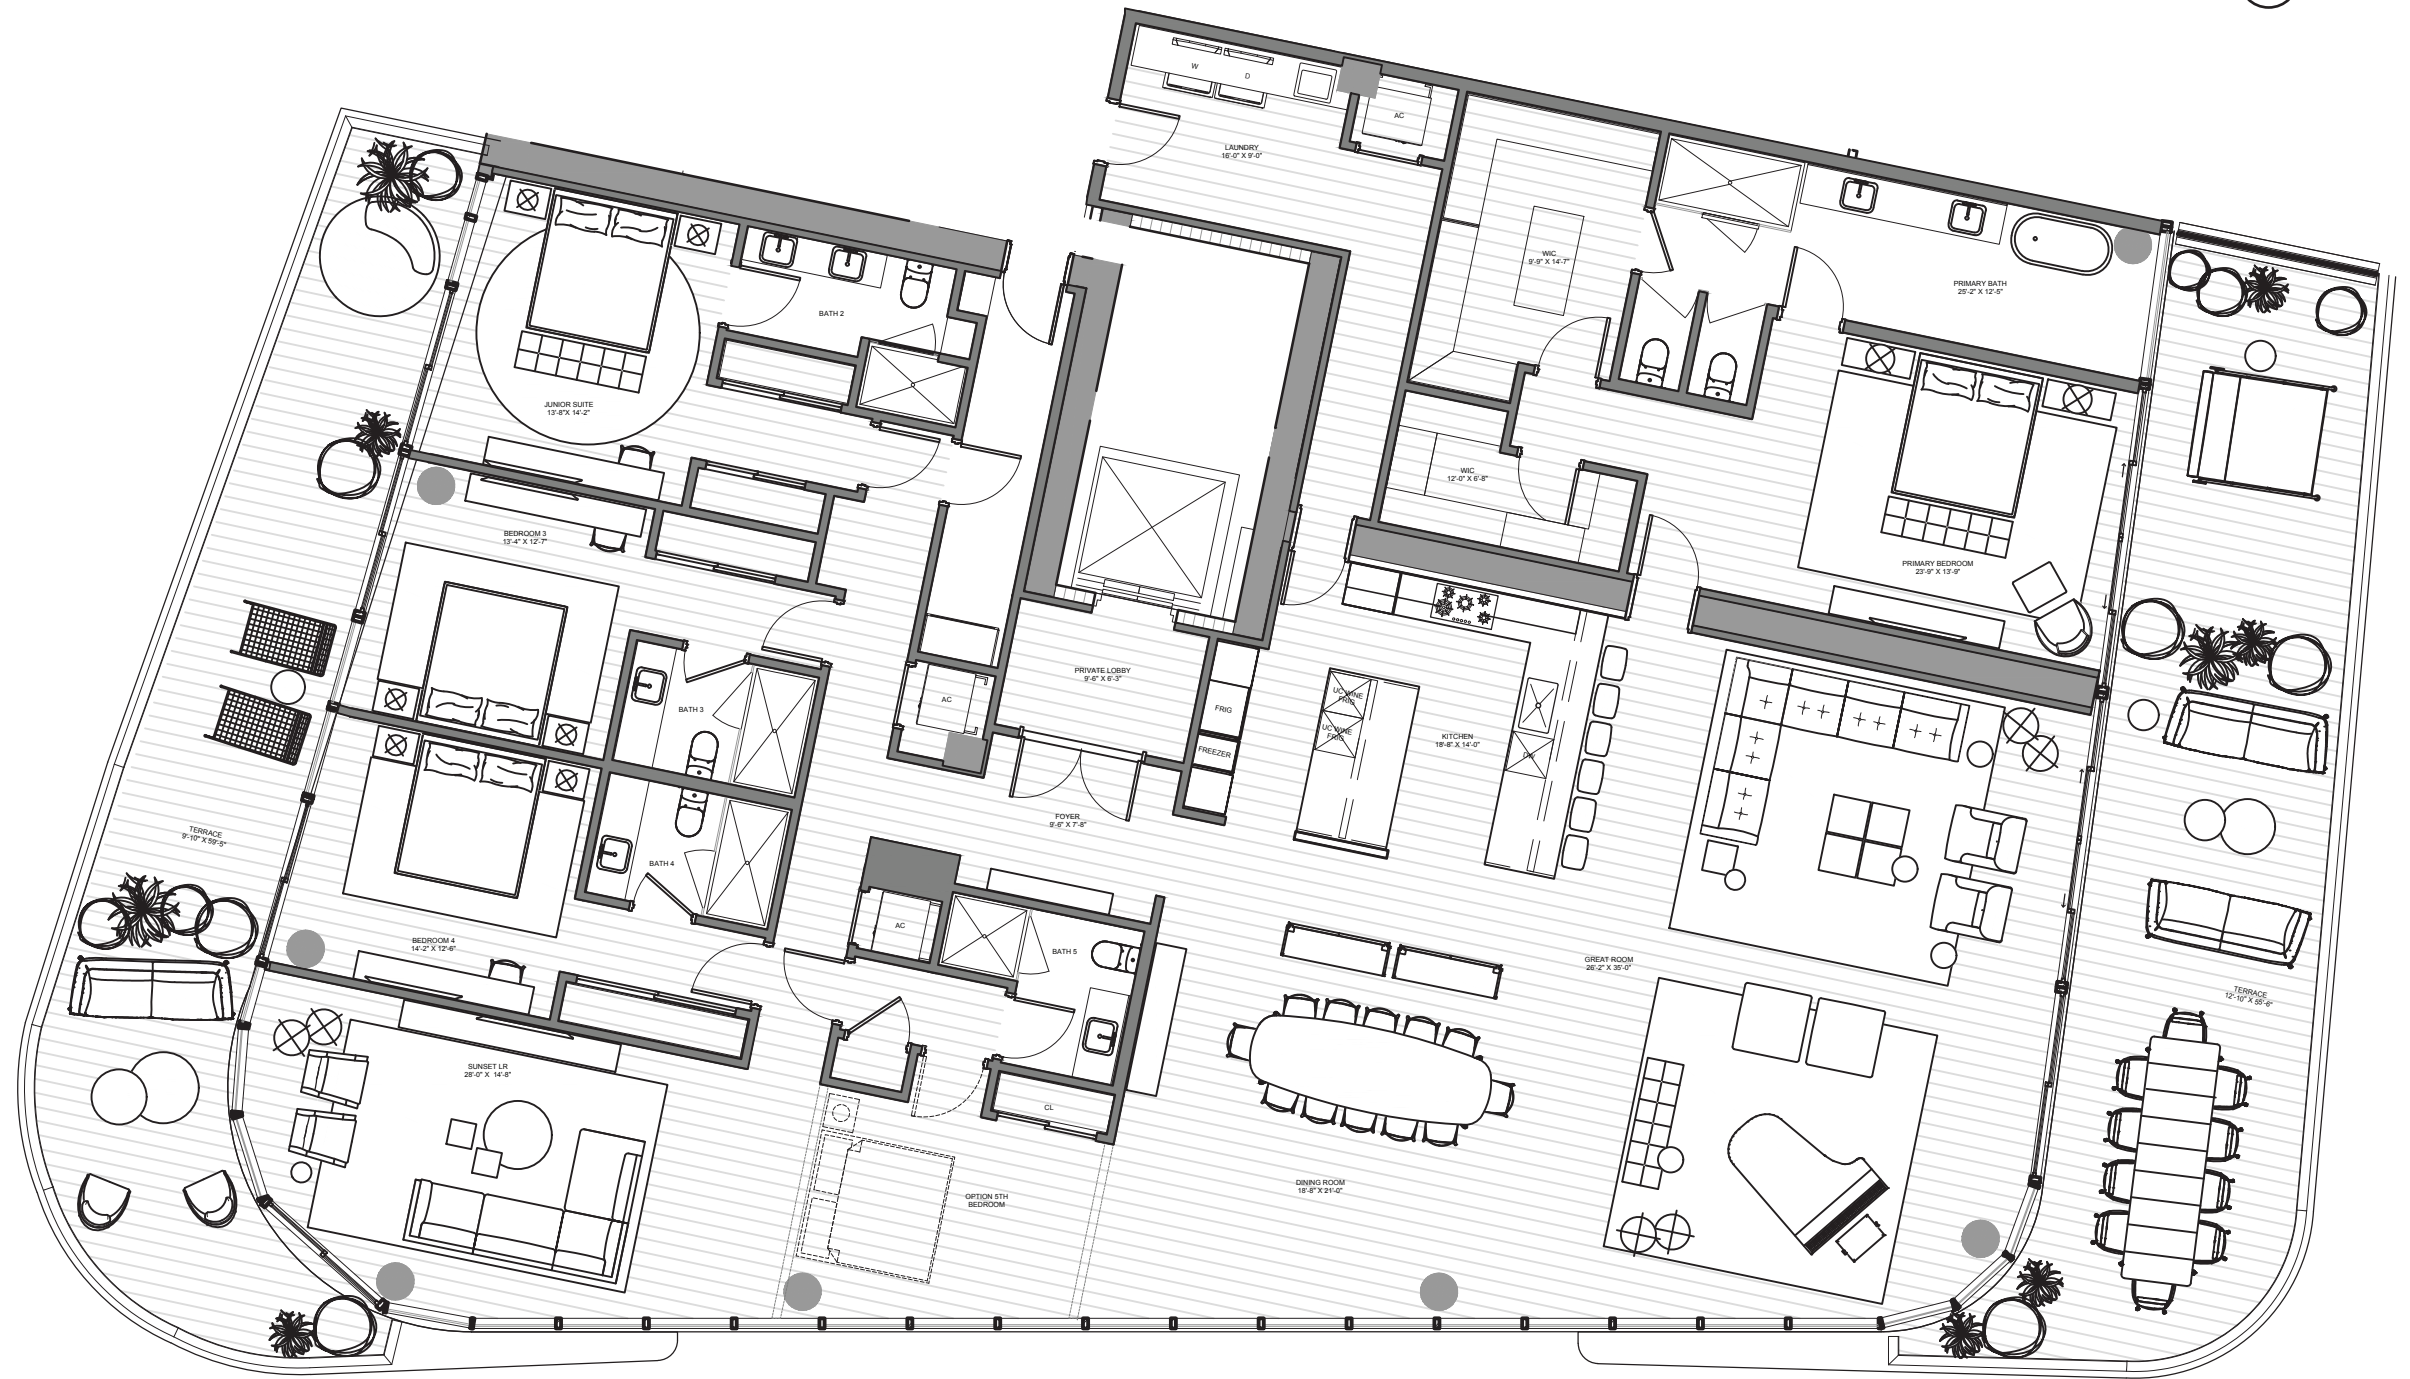 W
D
AC
LAUNDRY
16'-0" X 9'-0"
WIC
9'-9" X 14'-7"
PRIMARY BATH
25'-2" X 12'-5"
BATH 2
JUNIOR SUITE
13'-8"X 14'-2"
WIC
12'-0" X 6'-8"
BEDROOM 3
13'-4" X 12'-7"
PRIMARY BEDROOM
23'-9" X 13'-9"
PRIVATE LOBBY
9'-6" X 6'-3"
AC
BATH 3
FRIG
FREEZER
UC WINE
FRIG
UC WINE
FRIG
KITCHEN
18'-8" X 14'-0"
DW
TERRACE
9'-10" X 59'-5"
FOYER
9'-6" X 7'-8"
BATH 4
BEDROOM 4
14'-2" X 12'-6"
AC
BATH 5
GREAT ROOM
26'-2" X 35'-0"
TERRACE
12'-10" X 55'-6"
SUNSET LR
28'-0" X 14'-8"
CL
OPTION 5TH
BEDROOM
DINING ROOM
18'-8" X 21'-0"